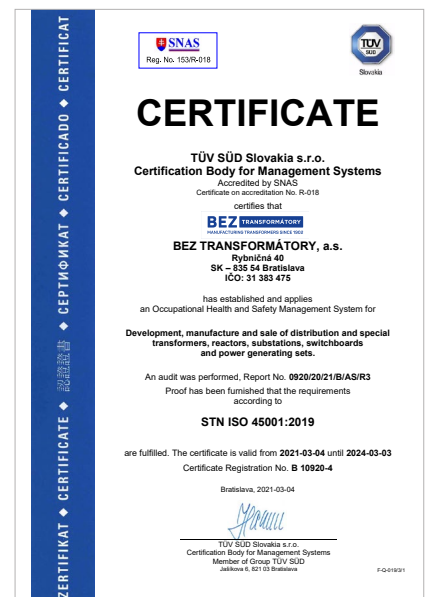 SNAS
Reg. No. 153/R-018
TÜV
SÜD
Slovakia
CERTIFICATE
TÜV SÜD Slovakia s.r.o.
Certification Body for Management Systems
Accredited by SNAS
Certificate on accreditation No. R-018
certifies that
BEZ TRANSFORMÁTORY
MANUFACTURING TRANSFORMERS SINCE 1902
BEZ TRANSFORMÁTORY, a.s.
Rybničná 40
SK – 835 54 Bratislava
IČO: 31 383 475
has established and applies
an Occupational Health and Safety Management System for
Development, manufacture and sale of distribution and special
transformers, reactors, substations, switchboards
and power generating sets.
An audit was performed, Report No. 0920/20/21/B/AS/R3
Proof has been furnished that the requirements
according to
STN ISO 45001:2019
are fulfilled. The certificate is valid from 2021-03-04 until 2024-03-03
Certificate Registration No. B 10920-4
Bratislava, 2021-03-04
TÜV SÜD Slovakia s.r.o.
Certification Body for Management Systems
Member of Group TÜV SÜD
Jašíkova 6, 821 03 Bratislava
F-Q-019/3/1
ZERTIFIKAT ◆ CERTIFICATE ◆ 認證證書 ◆ СЕРТИФИКАТ ◆ CERTIFICADO ◆ CERTIFICAT